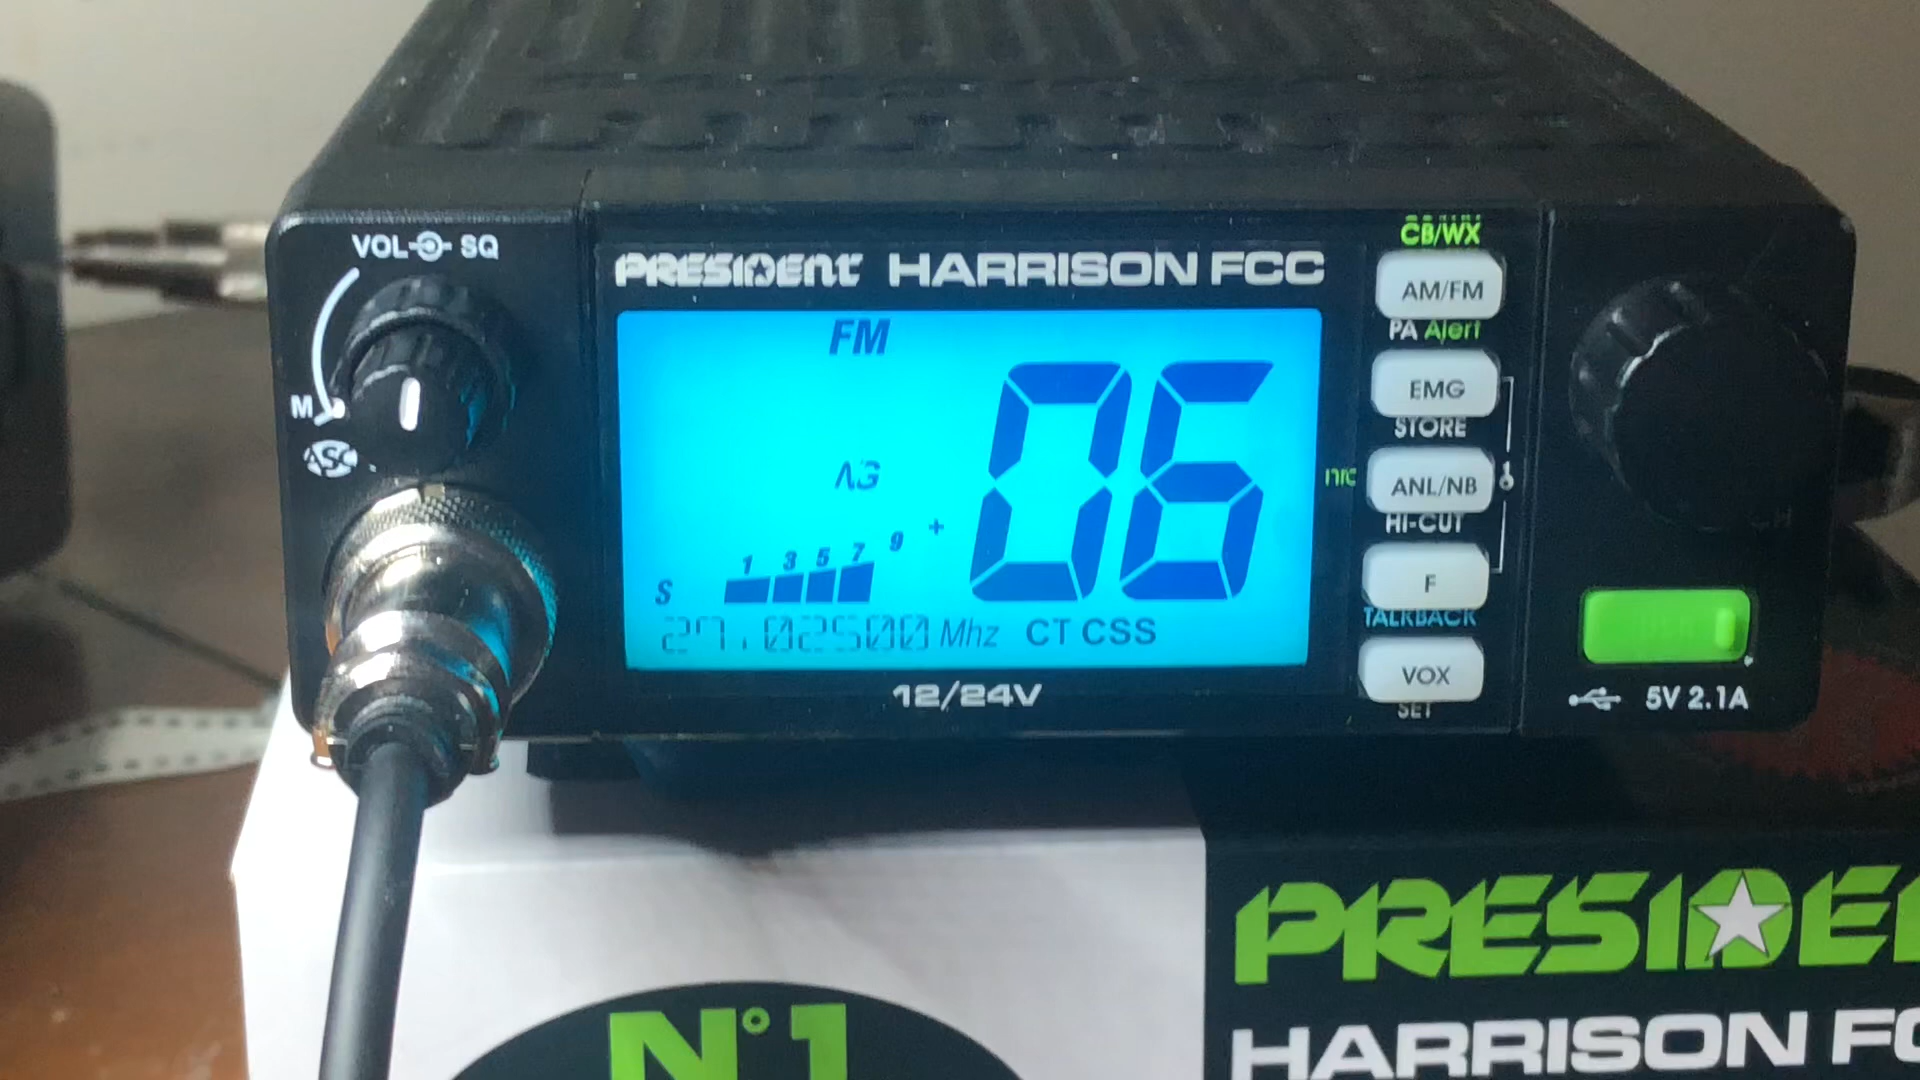 VOL SQ
M
ASC
PRESIDENT HARRISON FCC
FM
06
1 3 5 7 9 +
S
27.02500 Mhz CT CSS
12/24V
CB/WX
AM/FM
PA Alert
EMG
STORE
ANL/NB
HI-CUT
F
TALKBACK
VOX
SET
CH
5V 2.1A
PRESIDE
HARRISON FC
N°1